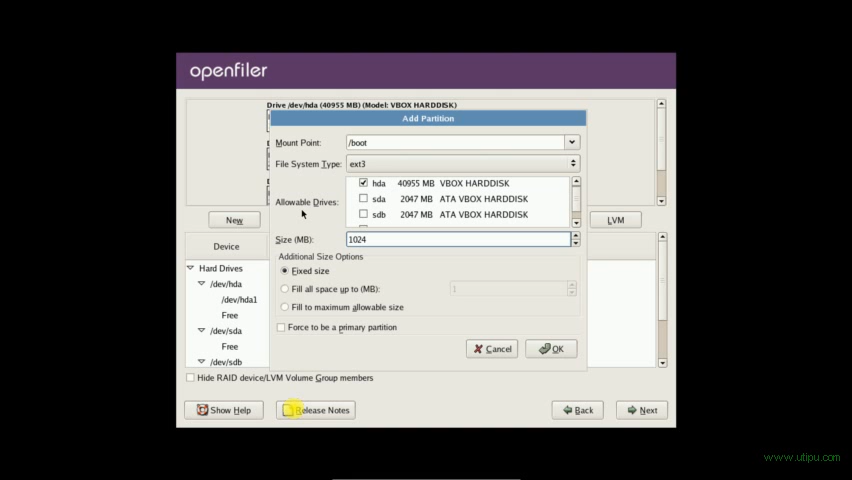 openfiler
Drive /dev/hda (40955 MB) (Model: VBOX HARDDISK)
Add Partition
Mount Point: /boot
File System Type: ext3
Allowable Drives:
hda 40955 MB VBOX HARDDISK
sda 2047 MB ATA VBOX HARDDISK
sdb 2047 MB ATA VBOX HARDDISK
New
LVM
Size (MB): 1024
Device
Additional Size Options
Hard Drives
Fixed size
/dev/hda
Fill all space up to (MB): 1
/dev/hda1
Fill to maximum allowable size
Free
/dev/sda
Force to be a primary partition
Free
Cancel
OK
/dev/sdb
Hide RAID device/LVM Volume Group members
Show Help
Release Notes
Back
Next
www.utipu.com